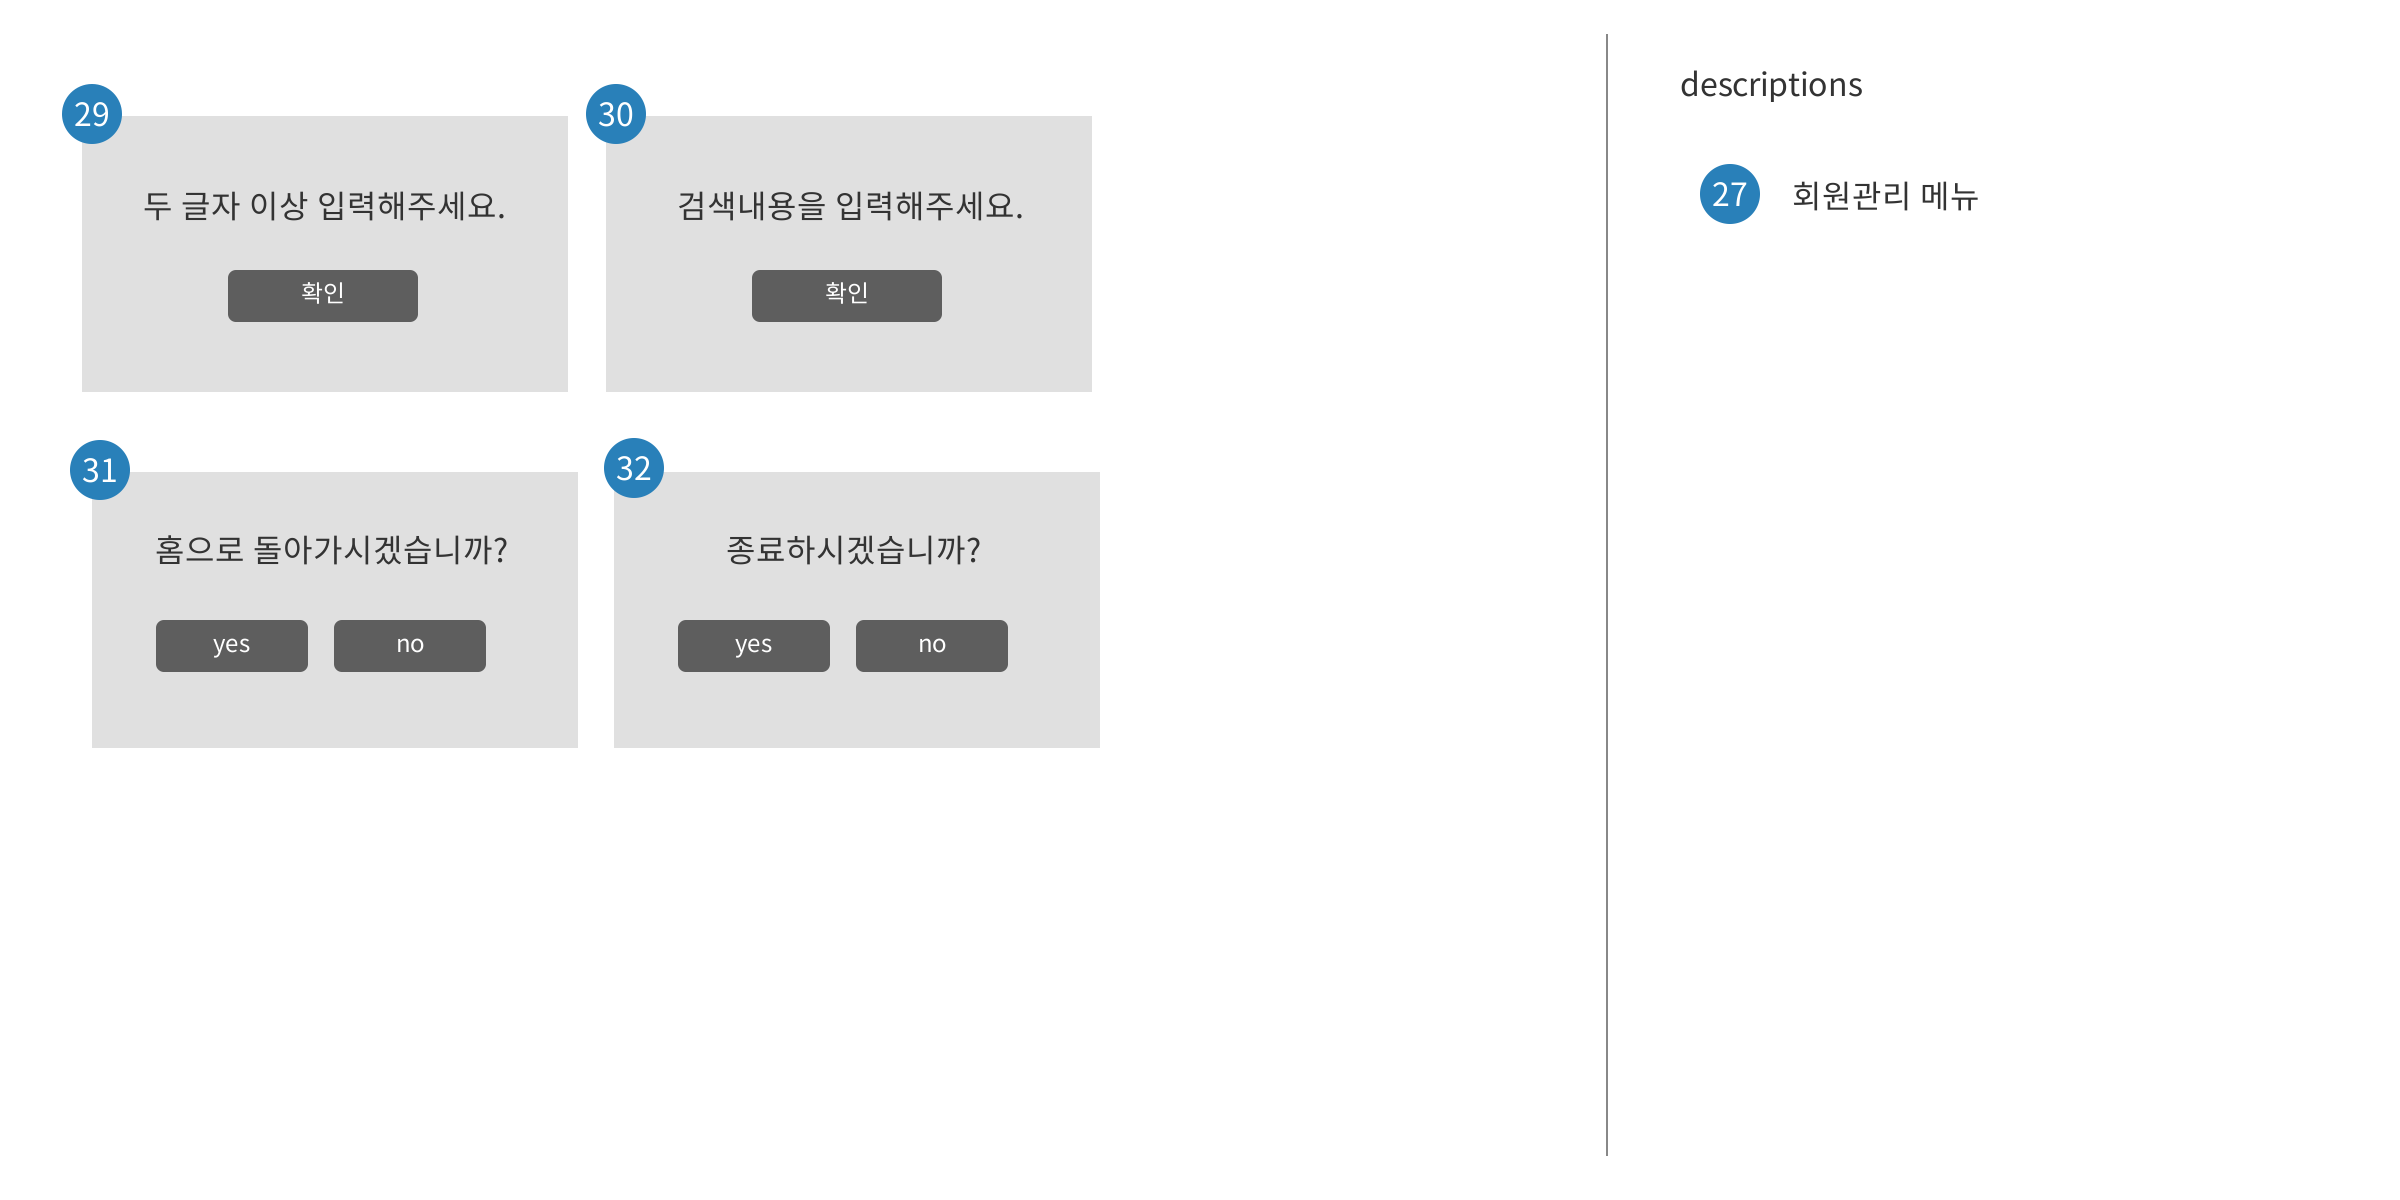 29
두 글자 이상 입력해주세요.
확인
30
검색내용을 입력해주세요.
확인
31
홈으로 돌아가시겠습니까?
yes
no
32
종료하시겠습니까?
yes
no
descriptions
27 회원관리 메뉴